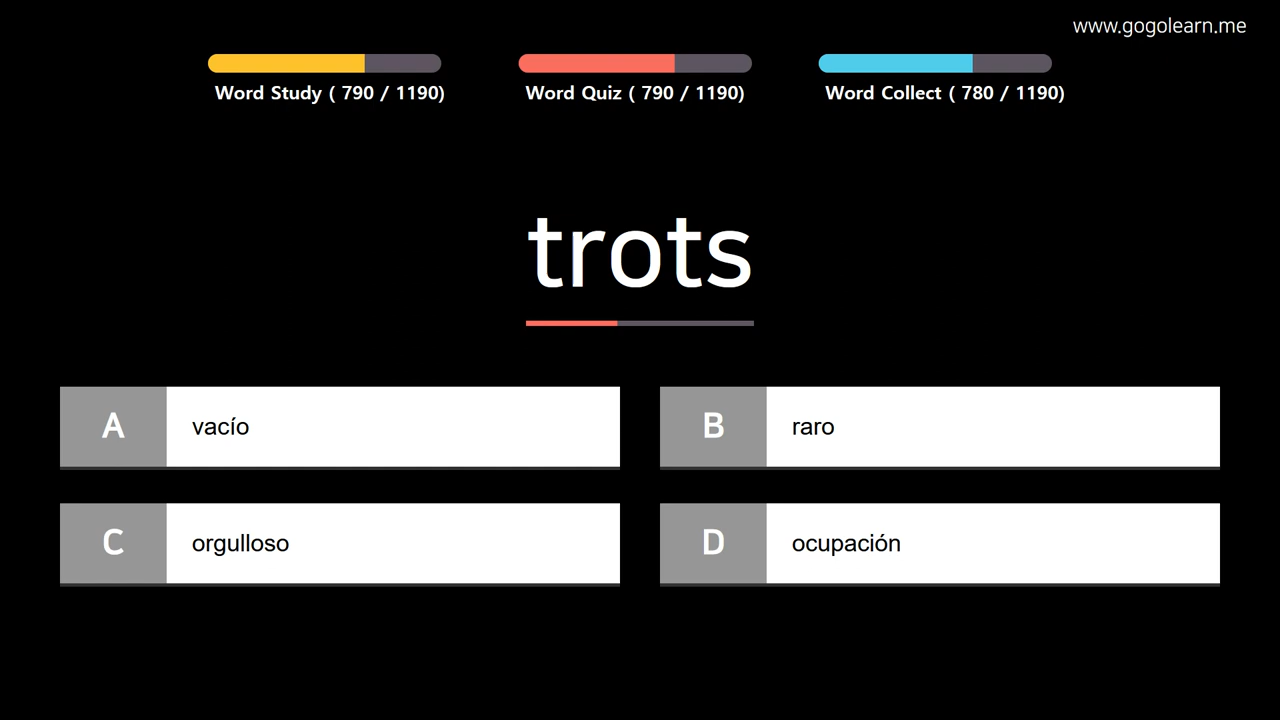 www.gogolearn.me
Word Study ( 790 / 1190)
Word Quiz ( 790 / 1190)
Word Collect ( 780 / 1190)
trots
A vacío
B raro
C orgulloso
D ocupación